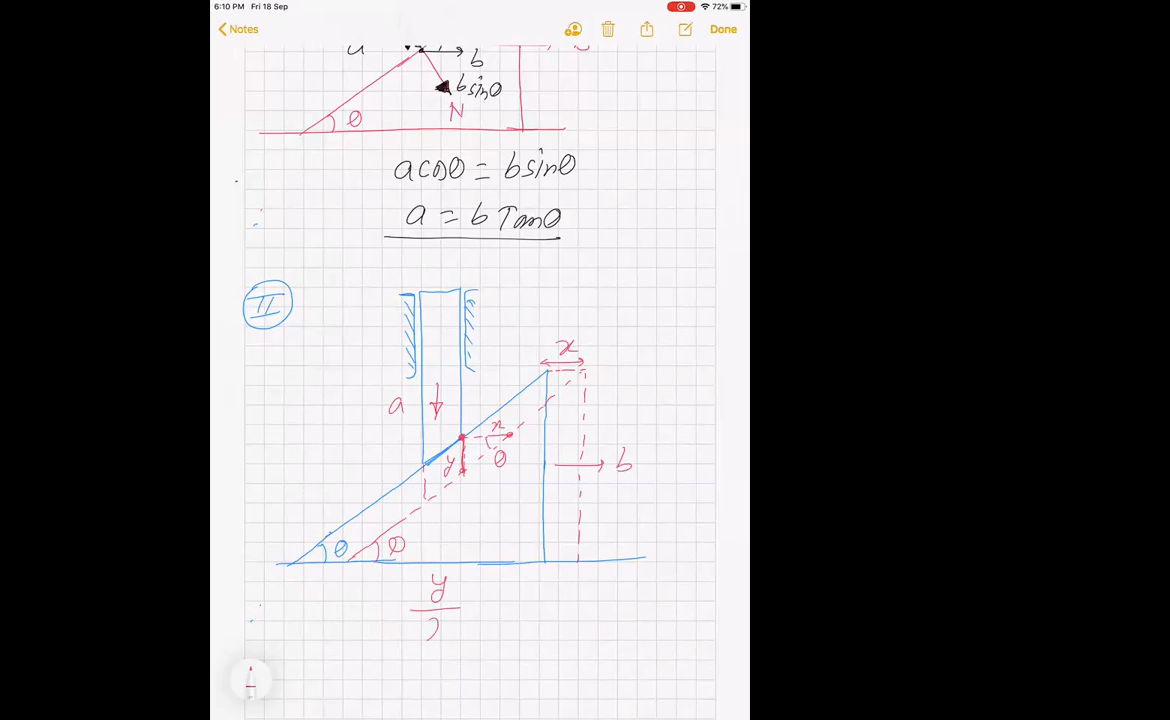 6:10 PM Fri 18 Sep
72%
Notes
Done
b
b sinθ
θ
N
a cosθ = b sinθ
a = b Tanθ
II
x
a
x
y
θ
b
θ
θ
y